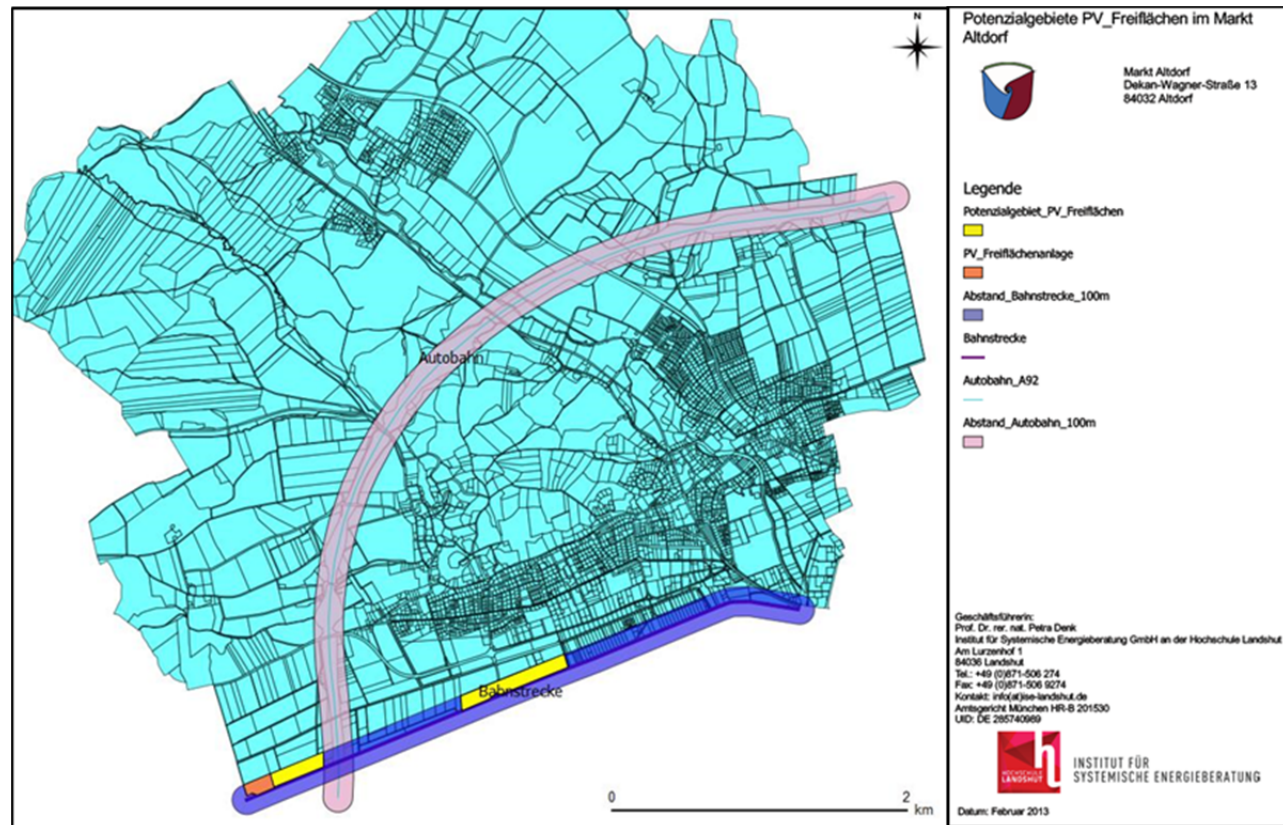 N
Autobahn
Bahnstrecke
0
2
km
Potenzialgebiete PV_Freiflächen im Markt
Altdorf
Markt Altdorf
Dekan-Wagner-Straße 13
84032 Altdorf
Legende
Potenzialgebiet_PV_Freiflächen
PV_Freiflächenanlage
Abstand_Bahnstrecke_100m
Bahnstrecke
Autobahn_A92
Abstand_Autobahn_100m
Geschäftsführerin:
Prof. Dr. rer. nat. Petra Denk
Institut für Systemische Energieberatung GmbH an der Hochschule Landshut
Am Lurzenhof 1
84036 Landshut
Tel.: +49 (0)871-506 274
Fax: +49 (0)871-506 9274
Kontakt: info(at)ise-landshut.de
Amtsgericht München HR-B 201530
UID: DE 285740989
h
HOCHSCHULE
LANDSHUT
INSTITUT FÜR
SYSTEMISCHE ENERGIEBERATUNG
Datum: Februar 2013